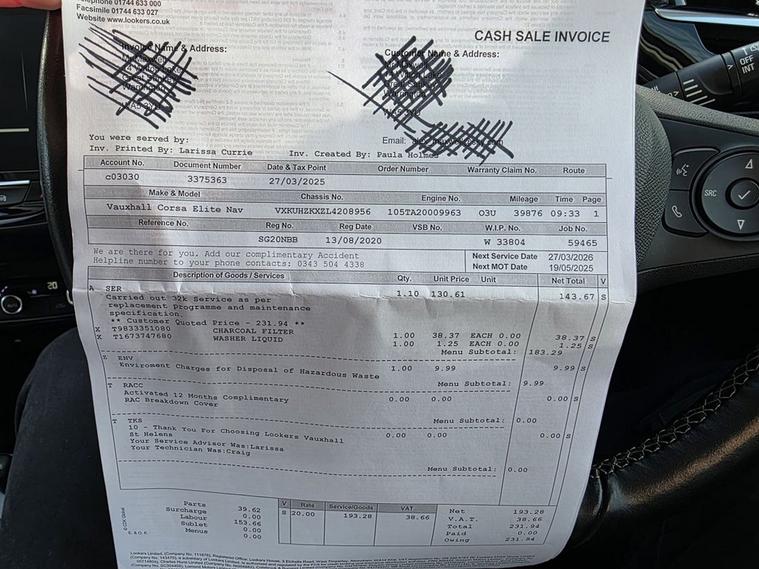 Telephone 01744 633 000
Facsimile 01744 633 027
Website www.lookers.co.uk
CASH SALE INVOICE
Invoice Name & Address:
Customer Name & Address:
You were served by:
Email:
Inv. Printed By: Larissa Currie Inv. Created By: Paula Holmes
Account No. Document Number Date & Tax Point Order Number Warranty Claim No. Route
c03030 3375363 27/03/2025
Make & Model Chassis No. Engine No. Mileage Time Page
Vauxhall Corsa Elite Nav VXKUHZKXZL4208956 10STA20009963 O3U 39876 09:33 1
Reference No. Reg No. Reg Date VSB No. W.I.P. No. Job No.
SG20NBB 13/08/2020 W 33804 59465
We are there for you. Add our complimentary Accident
Helpline number to your phone contacts: 0343 504 4338
Next Service Date 27/03/2026
Next MOT Date 19/05/2025
Description of Goods / Services Qty. Unit Price Unit Net Total V
A SER 1.10 130.61 143.67 S
Carried out 32k Service as per
replacement Programme and maintenance
specification.
** Customer Quoted Price - 231.94 **
X T9833351080 CHARCOAL FILTER 1.00 38.37 EACH 0.00 38.37 S
X T1673747680 WASHER LIQUID 1.00 1.25 EACH 0.00 1.25 S
Menu Subtotal: 183.29
ENV
Enviroment Charges for Disposal of Hazardous Waste 1.00 9.99 9.99 S
Menu Subtotal: 9.99
T RACC
Activated 12 Months Complimentary 0.00 0.00 0.00 S
RAC Breakdown Cover
Menu Subtotal: 0.00
T TKS
10 - Thank You For Choosing Lookers Vauxhall 0.00 0.00 0.00 S
St Helens
Your Service Advisor Was:Larissa
Your Technician Was:Craig
Menu Subtotal: 0.00
Parts 39.62
Surcharge 0.00
Labour 153.66
Sublet 0.00
Menus 0.00
V Rate Service/Goods VAT
S 20.00 193.28 38.66
Net 193.28
V.A.T. 38.66
Total 231.94
Paid 0.00
Owing 231.94
E.& O.E.
OFF
INT
SRC
20